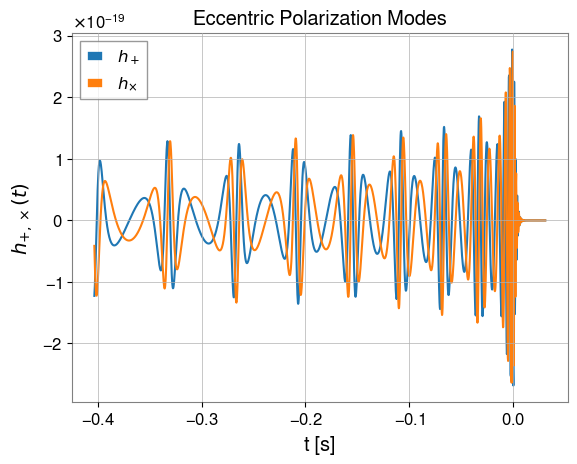 Eccentric Polarization Modes
×10⁻¹⁹
h₊
hₓ
3
2
1
0
−1
−2
h₊, ₓ (t)
−0.4 −0.3 −0.2 −0.1 0.0
t [s]